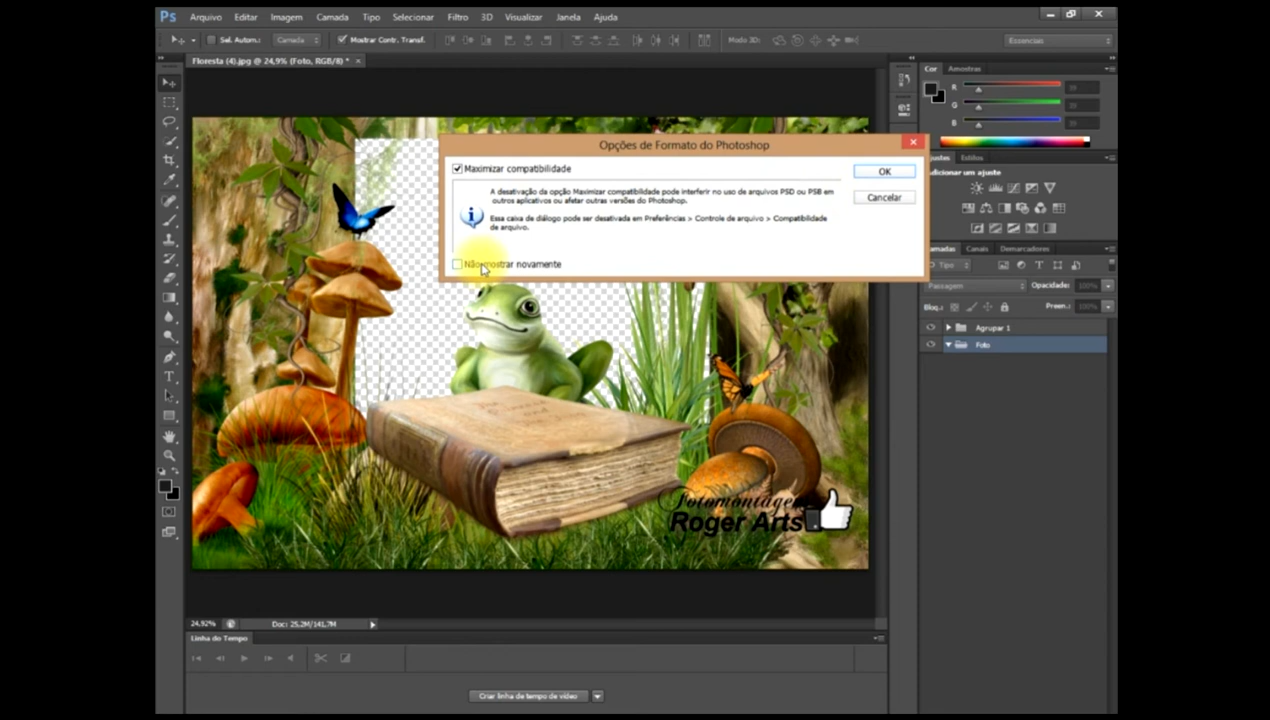 Ps Arquivo Editar Imagem Camada Tipo Selecionar Filtro 3D Visualizar Janela Ajuda
Sel. Autom.: Camada Mostrar Contr. Transf. Modo 3D: Essenciais
Floresta (4).jpg @ 24,9% (Foto, RGB/8) *
Cor Amostras
R
G
B
Opções de Formato do Photoshop
Maximizar compatibilidade
OK
A desativação da opção Maximizar compatibilidade pode interferir no uso de arquivos PSD ou PSB em
outros aplicativos ou afetar outras versões do Photoshop.
Cancelar
Essa caixa de diálogo pode ser desativada em Preferências > Controle de arquivo > Compatibilidade
de arquivo.
Não mostrar novamente
Ajustes Estilos
Adicionar um ajuste
Camadas Canais Demarcadores
Tipo
Passagem Opacidade: 100%
Bloq.: Preen.: 100%
Agrupar 1
Foto
fotomontagem
Roger Arts
24,92% Doc: 25,2M/141,7M
Linha do Tempo
Criar linha de tempo de vídeo